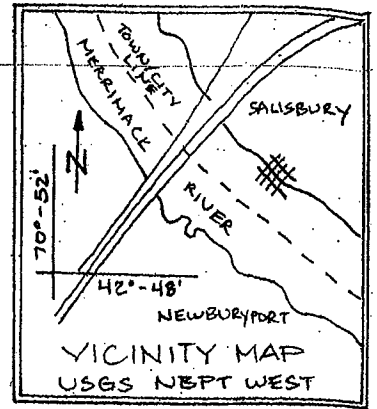 TOWN/CITY
LINE
MERRIMACK
SALISBURY
N
RIVER
70°-52'
42°-48'
NEWBURYPORT
VICINITY MAP
USGS NBPT WEST